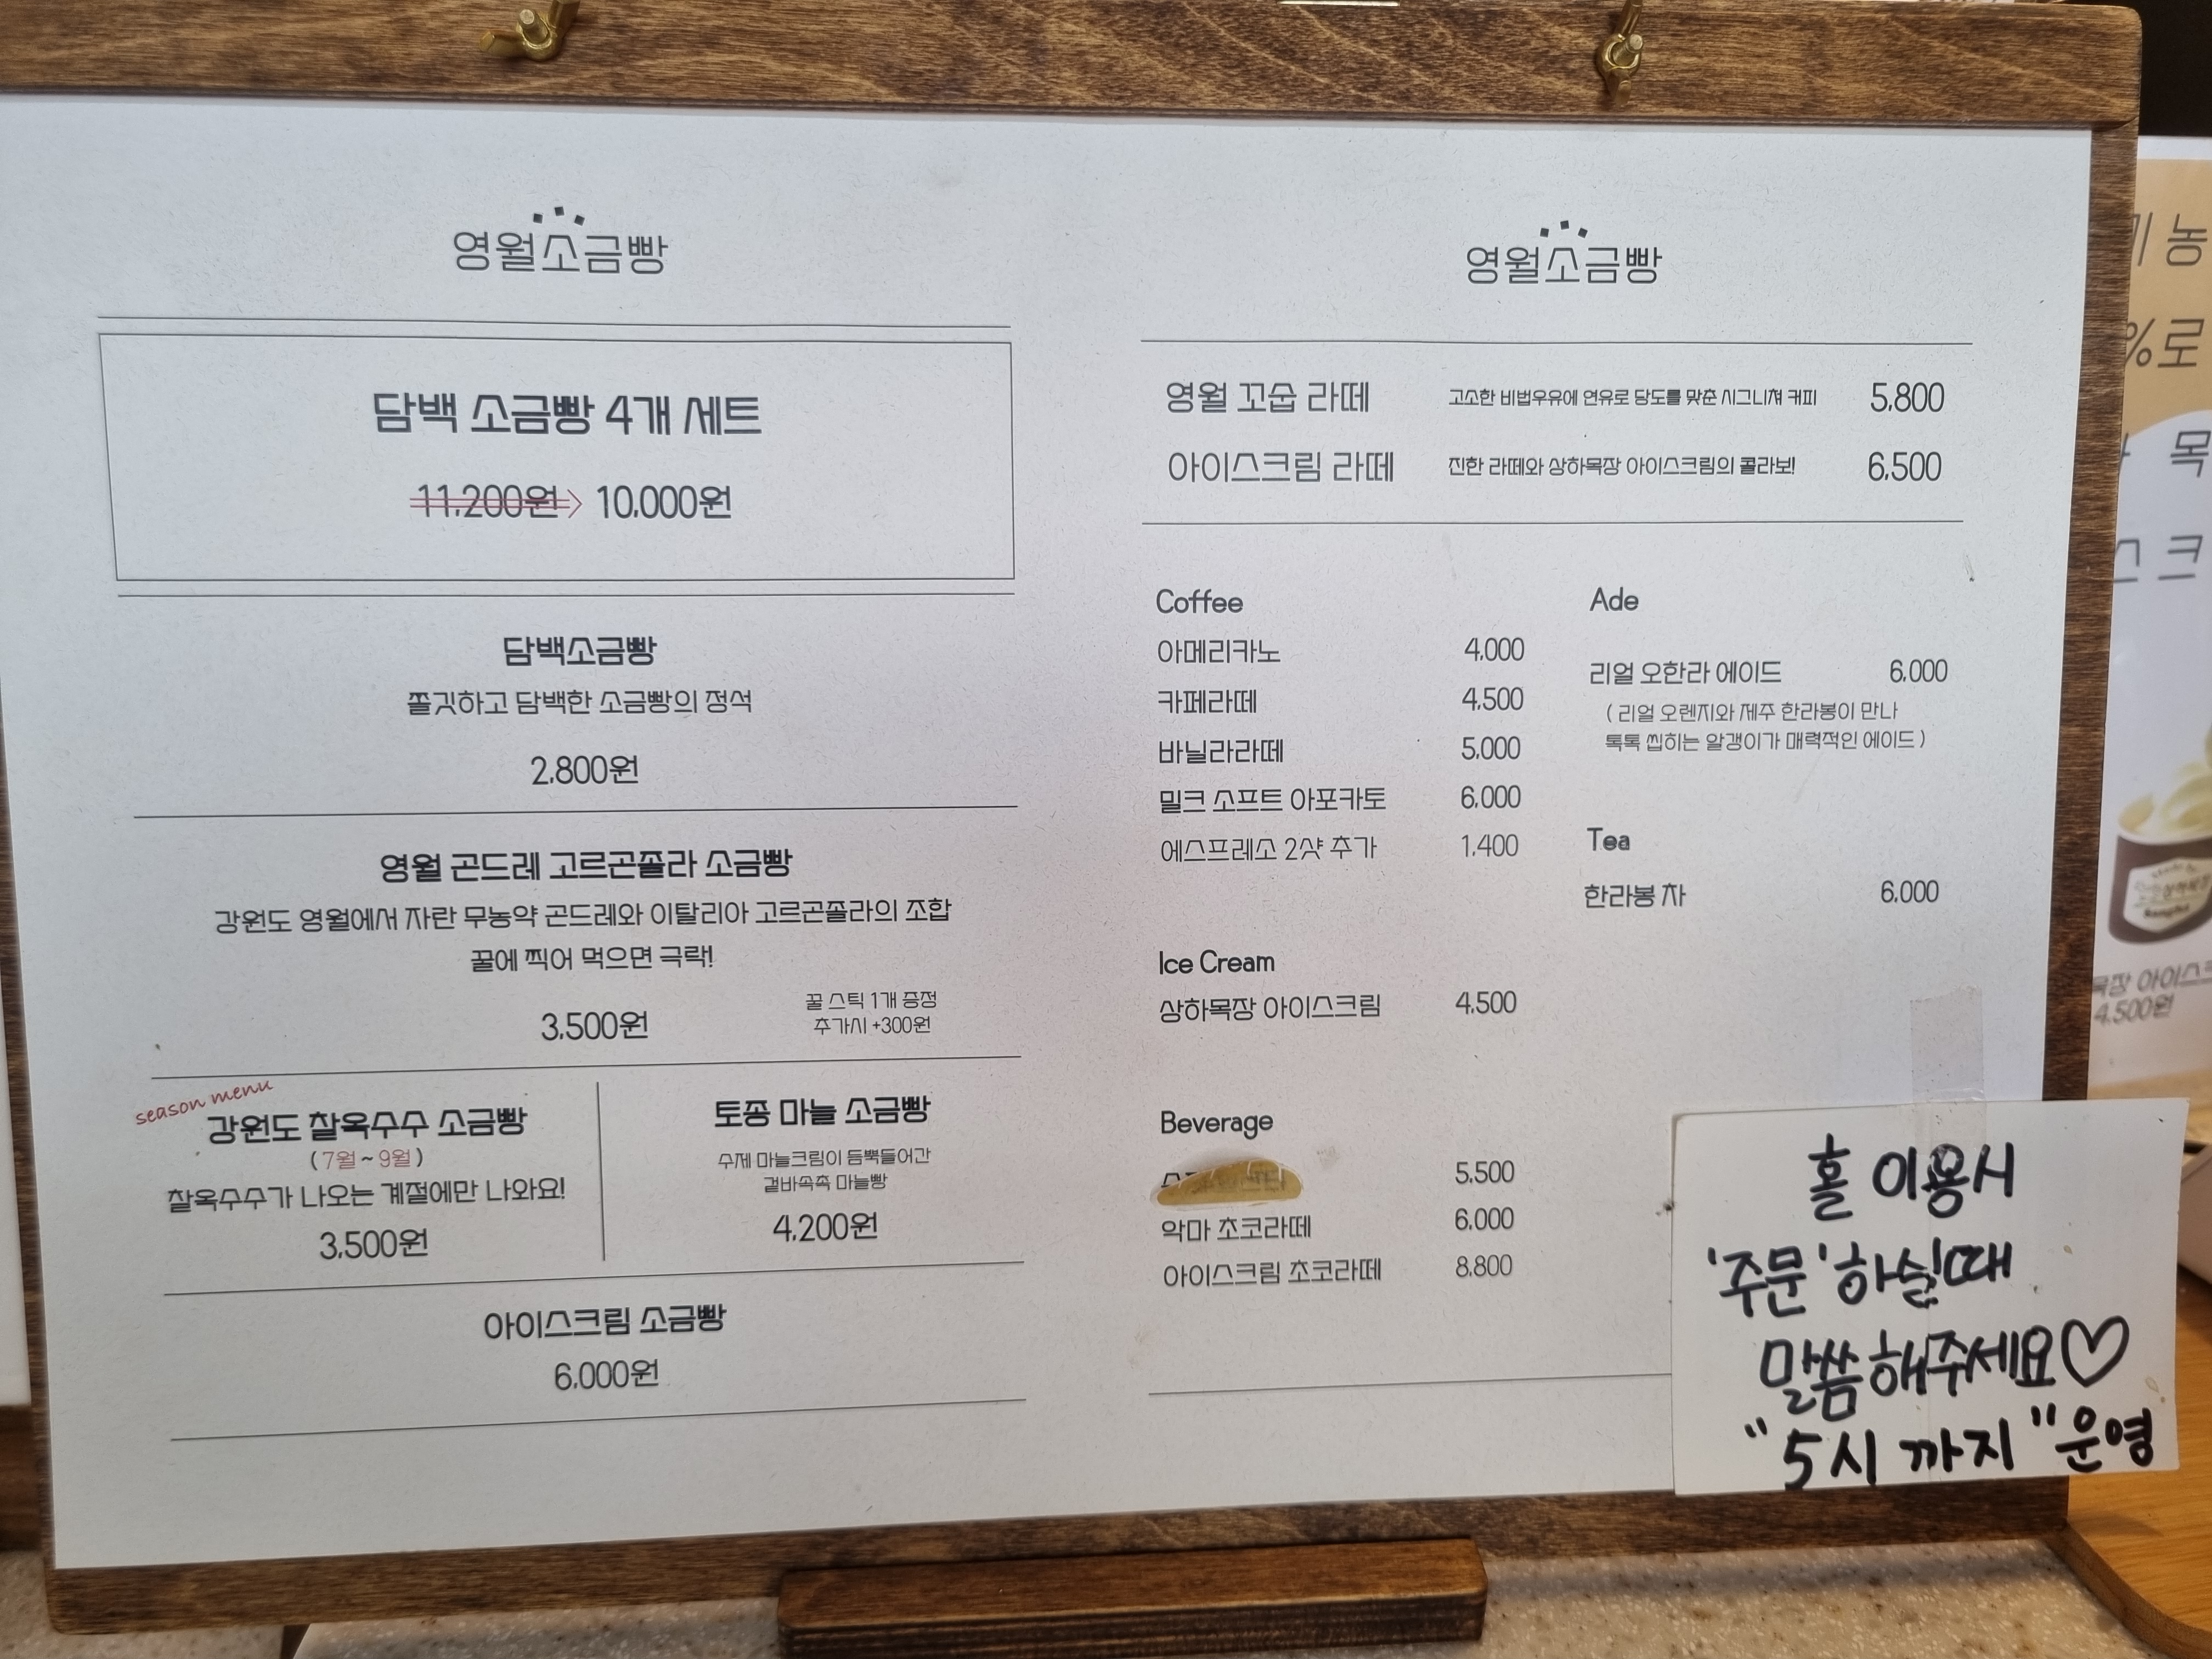 영월소금빵
담백 소금빵 4개 세트
11,200원 > 10,000원
담백소금빵
쫄깃하고 담백한 소금빵의 정석
2,800원
영월 곤드레 고르곤졸라 소금빵
강원도 영월에서 자란 무농약 곤드레와 이탈리아 고르곤졸라의 조합
꿀에 찍어 먹으면 극락!
3,500원
꿀 스틱 1개 증정
추가시 +300원
season menu
강원도 찰옥수수 소금빵
(7월~9월)
찰옥수수가 나오는 계절에만 나와요!
3,500원
토종 마늘 소금빵
수제 마늘크림이 듬뿍들어간
겉바속촉 마늘빵
4,200원
아이스크림 소금빵
6,000원
영월소금빵
영월 꼬숩 라떼 고소한 비법우유에 연유로 당도를 맞춘 시그니쳐 커피 5,800
아이스크림 라떼 진한 라떼와 상하목장 아이스크림의 콜라보! 6,500
Coffee
아메리카노 4,000
카페라떼 4,500
바닐라라떼 5,000
밀크 소프트 아포카토 6,000
에스프레소 2샷 추가 1,400
Ice Cream
상하목장 아이스크림 4,500
Beverage
5,500
악마 초코라떼 6,000
아이스크림 초코라떼 8,800
Ade
리얼 오한라 에이드 6,000
( 리얼 오렌지와 제주 한라봉이 만나
톡톡 씹히는 알갱이가 매력적인 에이드 )
Tea
한라봉 차 6,000
홀 이용시
'주문' 하실때
말씀해주세요♡
"5시 까지" 운영
농
%로
목
스크
목장 아이스
4,500원